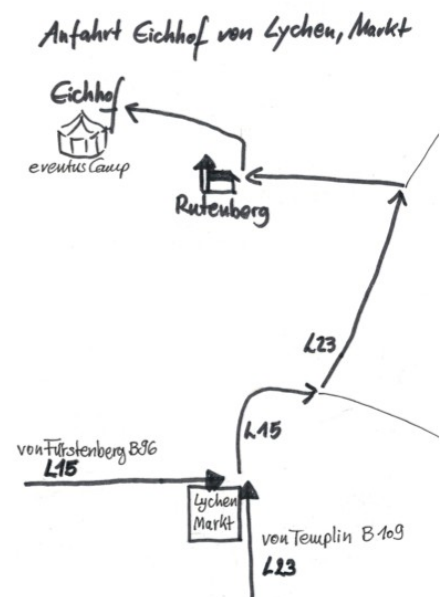 Anfahrt Eichhof von Lychen, Markt
Eichhof
eventus Camp
Rutenberg
L23
L15
von Fürstenberg B96
L15
Lychen
Markt
von Templin B109
L23